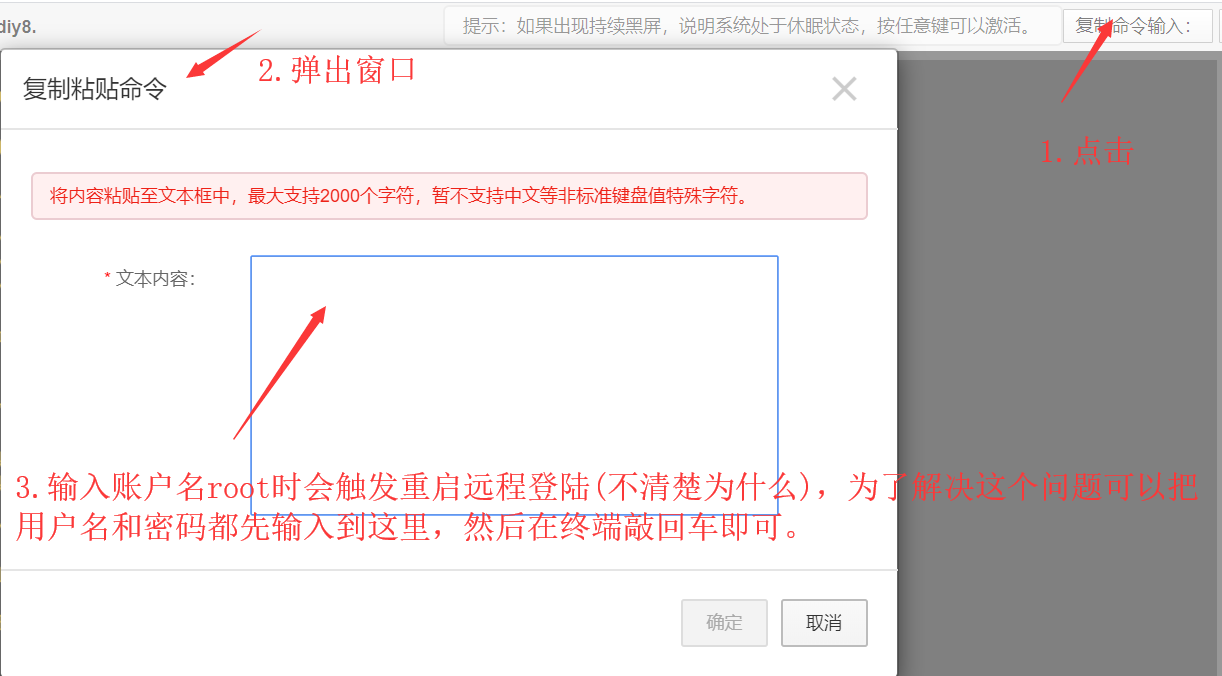 diy8.
提示：如果出现持续黑屏，说明系统处于休眠状态，按任意键可以激活。
复制命令输入：
复制粘贴命令
2.弹出窗口
1.点击
将内容粘贴至文本框中，最大支持2000个字符，暂不支持中文等非标准键盘值特殊字符。
* 文本内容：
3.输入账户名root时会触发重启远程登陆(不清楚为什么)，为了解决这个问题可以把
用户名和密码都先输入到这里，然后在终端敲回车即可。
确定
取消